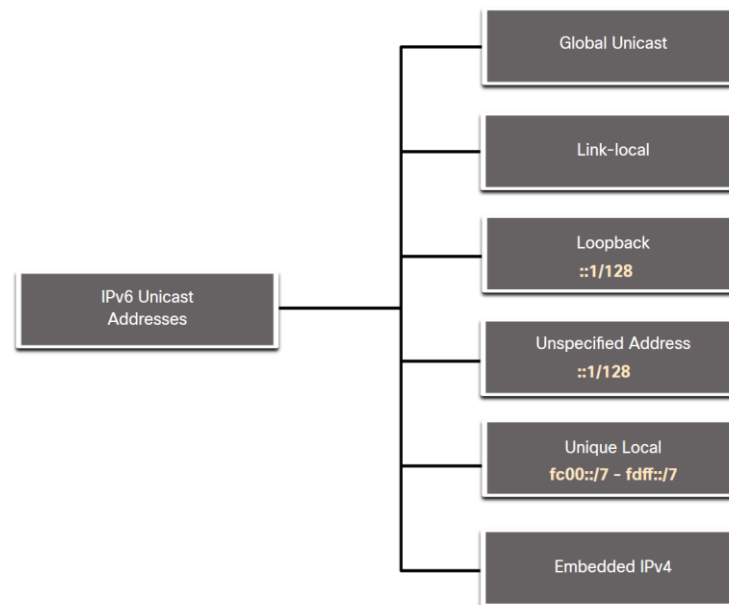 Global Unicast
Link-local
Loopback
::1/128
IPv6 Unicast
Addresses
Unspecified Address
::1/128
Unique Local
fc00::/7 - fdff::/7
Embedded IPv4